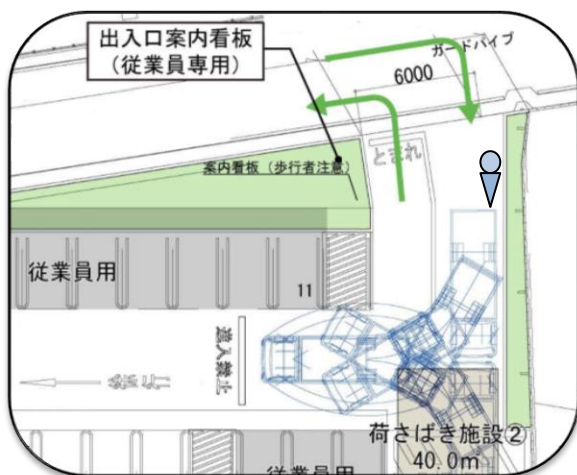 出入口案内看板
(従業員専用)
ガードパイプ
6000
とまれ
案内看板(歩行者注意)
従業員用
11
進入禁止
荷さばき施設②
40.0㎡
従業員用